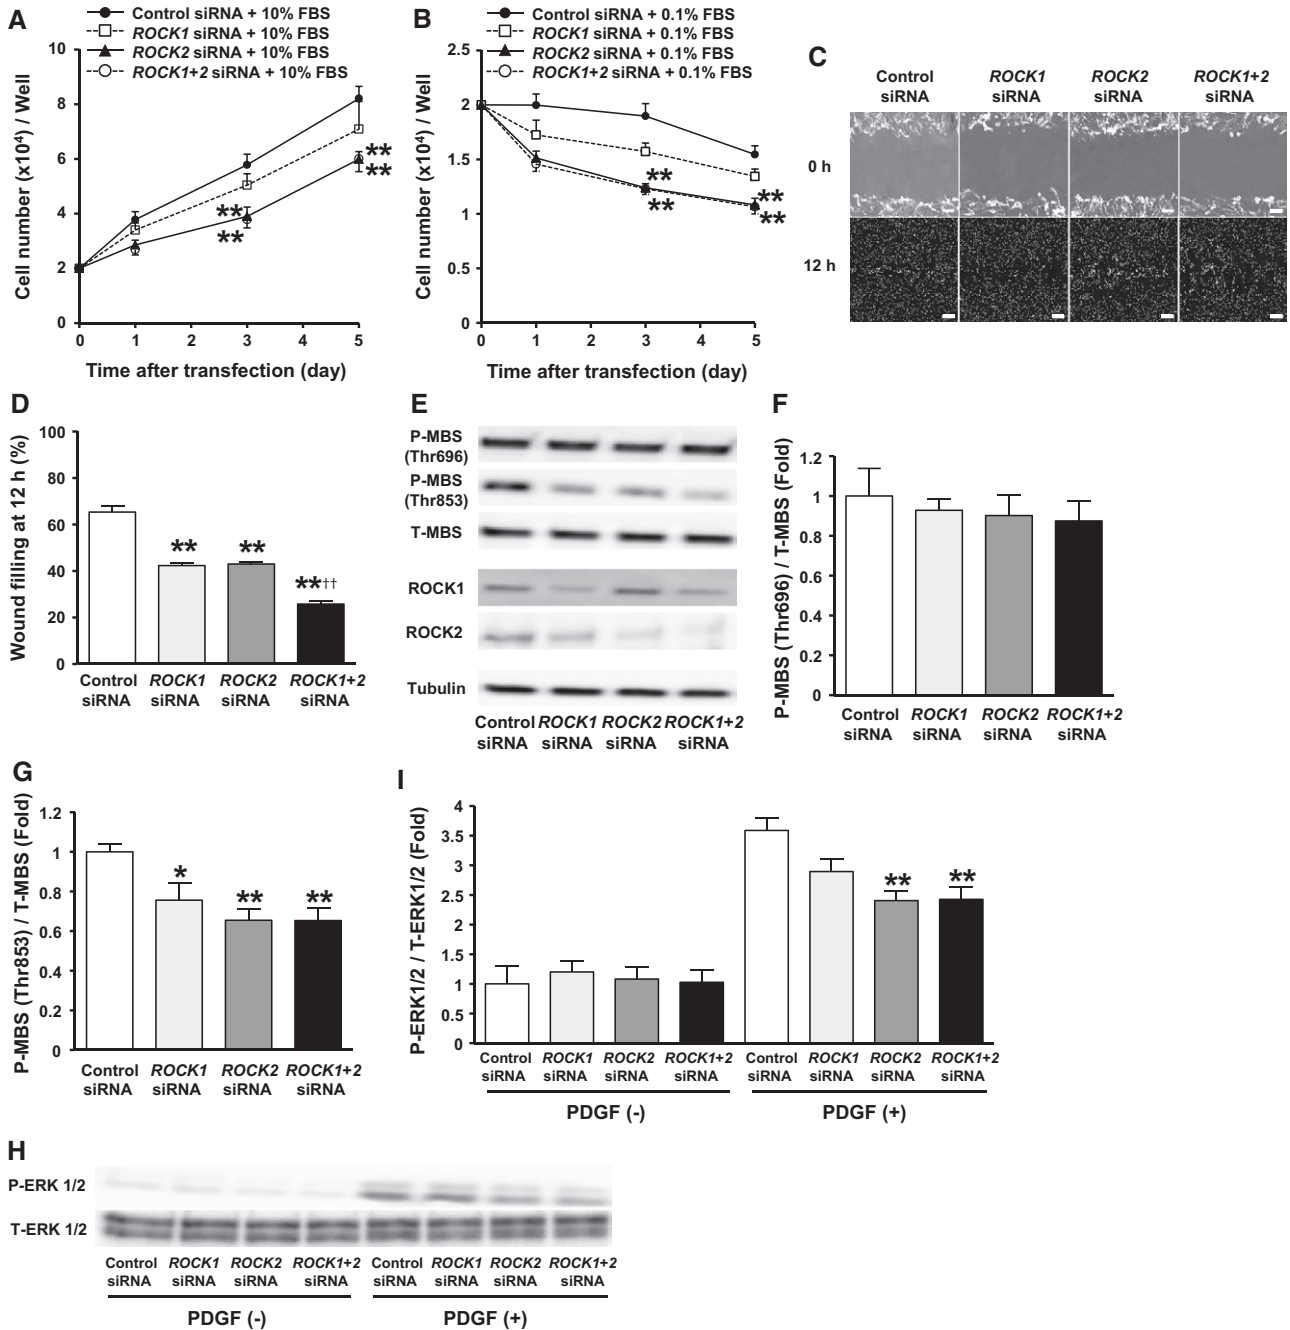 A
Control siRNA + 10% FBS
ROCK1 siRNA + 10% FBS
ROCK2 siRNA + 10% FBS
ROCK1+2 siRNA + 10% FBS
Cell number (x10⁴) / Well
10
8
6
4
2
0
**
**
**
**
0 1 2 3 4 5
Time after transfection (day)
B
Control siRNA + 0.1% FBS
ROCK1 siRNA + 0.1% FBS
ROCK2 siRNA + 0.1% FBS
ROCK1+2 siRNA + 0.1% FBS
Cell number (x10⁴) / Well
2.5
2
1.5
1
0.5
0
**
**
**
**
0 1 2 3 4 5
Time after transfection (day)
C
Control ROCK1 ROCK2 ROCK1+2
siRNA siRNA siRNA siRNA
0 h
12 h
D
Wound filling at 12 h (%)
100
80
60
40
20
0
** ** **††
Control ROCK1 ROCK2 ROCK1+2
siRNA siRNA siRNA siRNA
E
P-MBS
(Thr696)
P-MBS
(Thr853)
T-MBS
ROCK1
ROCK2
Tubulin
Control ROCK1 ROCK2 ROCK1+2
siRNA siRNA siRNA siRNA
F
P-MBS (Thr696) / T-MBS (Fold)
1.2
1
0.8
0.6
0.4
0.2
0
Control ROCK1 ROCK2 ROCK1+2
siRNA siRNA siRNA siRNA
G
P-MBS (Thr853) / T-MBS (Fold)
1.2
1
0.8
0.6
0.4
0.2
0
* ** **
Control ROCK1 ROCK2 ROCK1+2
siRNA siRNA siRNA siRNA
I
P-ERK1/2 / T-ERK1/2 (Fold)
4
3.5
3
2.5
2
1.5
1
0.5
0
** **
Control ROCK1 ROCK2 ROCK1+2 Control ROCK1 ROCK2 ROCK1+2
siRNA siRNA siRNA siRNA siRNA siRNA siRNA siRNA
PDGF (-) PDGF (+)
H
P-ERK 1/2
T-ERK 1/2
Control ROCK1 ROCK2 ROCK1+2 Control ROCK1 ROCK2 ROCK1+2
siRNA siRNA siRNA siRNA siRNA siRNA siRNA siRNA
PDGF (-) PDGF (+)